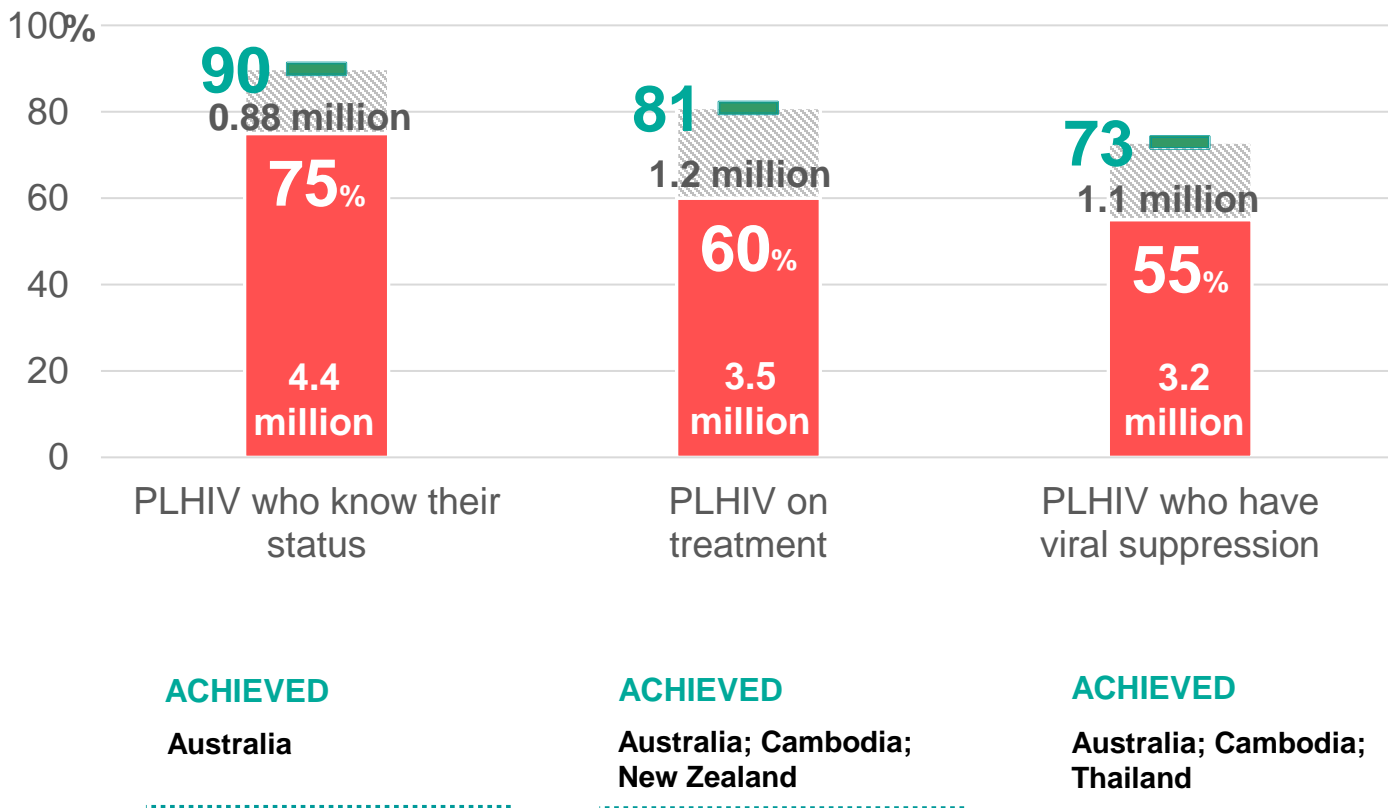 100%
80
60
40
20
0
90
0.88 million
75%
4.4
million
81
1.2 million
60%
3.5
million
73
1.1 million
55%
3.2
million
PLHIV who know their
status
PLHIV on
treatment
PLHIV who have
viral suppression
ACHIEVED
Australia
ACHIEVED
Australia; Cambodia;
New Zealand
ACHIEVED
Australia; Cambodia;
Thailand